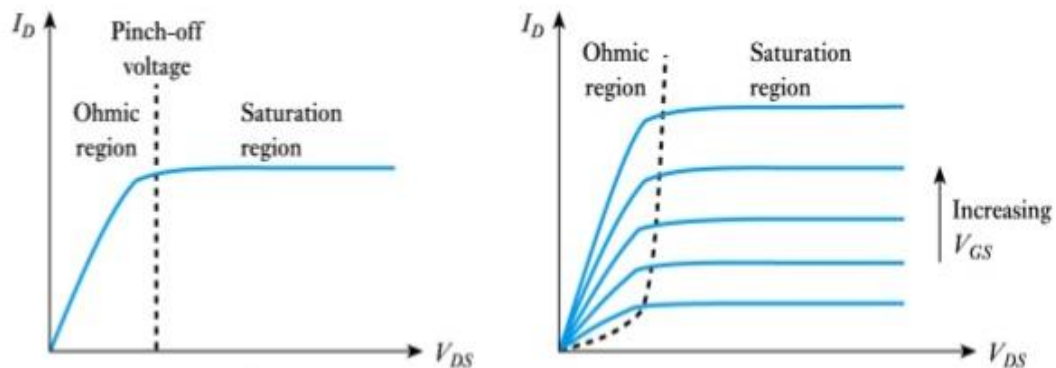 I_D
Pinch-off
voltage
Ohmic
region
Saturation
region
V_DS
I_D
Ohmic
region
Saturation
region
Increasing
V_GS
V_DS